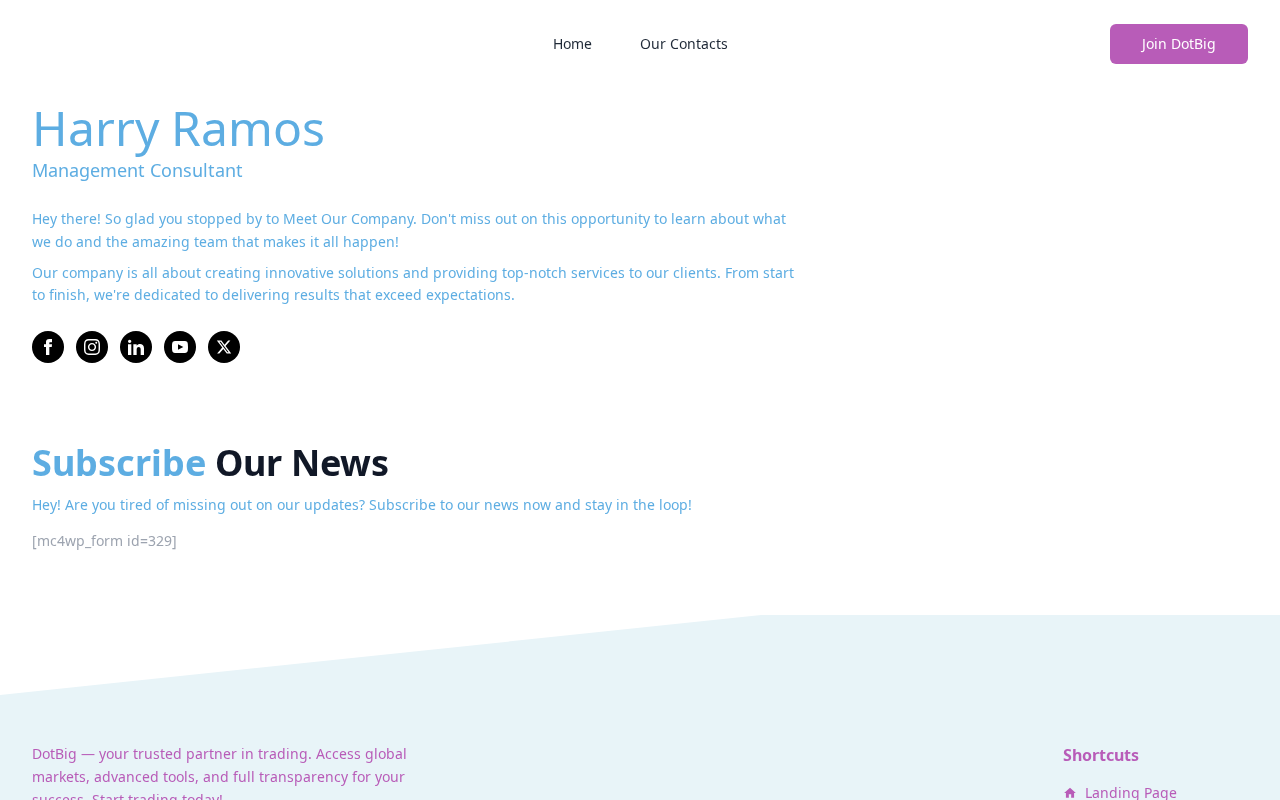 Home
Our Contacts
Join DotBig
Harry Ramos
Management Consultant
Hey there! So glad you stopped by to Meet Our Company. Don't miss out on this opportunity to learn about what
we do and the amazing team that makes it all happen!
Our company is all about creating innovative solutions and providing top-notch services to our clients. From start
to finish, we're dedicated to delivering results that exceed expectations.
Subscribe Our News
Hey! Are you tired of missing out on our updates? Subscribe to our news now and stay in the loop!
[mc4wp_form id=329]
DotBig — your trusted partner in trading. Access global
markets, advanced tools, and full transparency for your
success. Start trading today!
Shortcuts
Landing Page